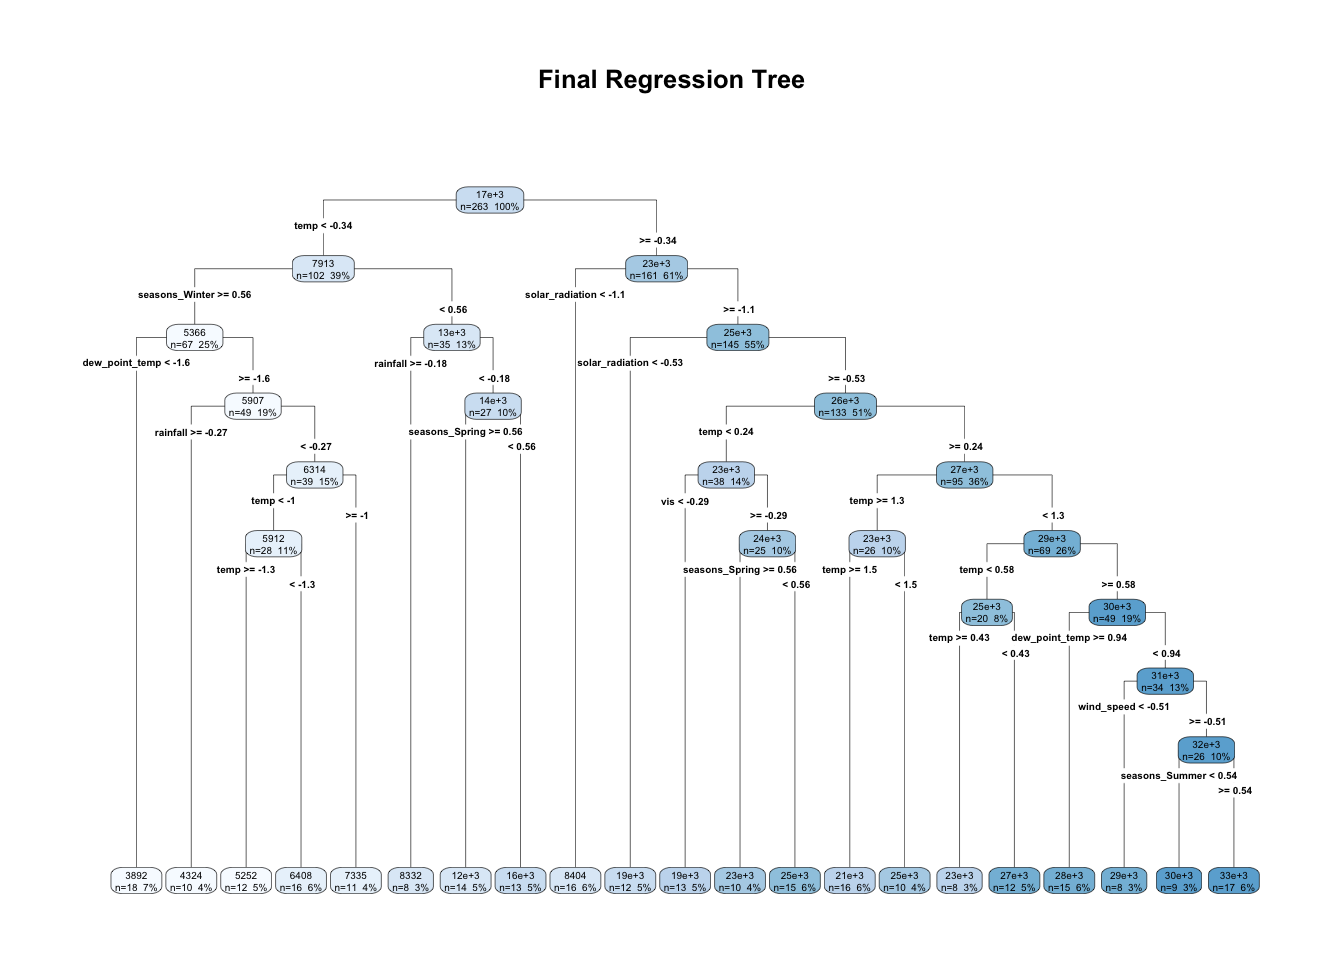 Final Regression Tree
17e+3
n=263 100%
temp < -0.34
>= -0.34
7913
n=102 39%
23e+3
n=161 61%
seasons_Winter >= 0.56
< 0.56
solar_radiation < -1.1
>= -1.1
5366
n=67 25%
13e+3
n=35 13%
25e+3
n=145 55%
dew_point_temp < -1.6
>= -1.6
rainfall >= -0.18
< -0.18
solar_radiation < -0.53
>= -0.53
5907
n=49 19%
14e+3
n=27 10%
26e+3
n=133 51%
rainfall >= -0.27
< -0.27
seasons_Spring >= 0.56
< 0.56
temp < 0.24
>= 0.24
6314
n=39 15%
23e+3
n=38 14%
27e+3
n=95 36%
temp < -1
>= -1
vis < -0.29
>= -0.29
temp >= 1.3
< 1.3
5912
n=28 11%
24e+3
n=25 10%
23e+3
n=26 10%
29e+3
n=69 26%
temp >= -1.3
< -1.3
seasons_Spring >= 0.56
< 0.56
temp >= 1.5
< 1.5
temp < 0.58
>= 0.58
25e+3
n=20 8%
30e+3
n=49 19%
temp >= 0.43
< 0.43
dew_point_temp >= 0.94
< 0.94
31e+3
n=34 13%
wind_speed < -0.51
>= -0.51
32e+3
n=26 10%
seasons_Summer < 0.54
>= 0.54
3892
n=18 7%
4324
n=10 4%
5252
n=12 5%
6408
n=16 6%
7335
n=11 4%
8332
n=8 3%
12e+3
n=14 5%
16e+3
n=13 5%
8404
n=16 6%
19e+3
n=12 5%
19e+3
n=13 5%
23e+3
n=10 4%
25e+3
n=15 6%
21e+3
n=16 6%
25e+3
n=10 4%
23e+3
n=8 3%
27e+3
n=12 5%
28e+3
n=15 6%
29e+3
n=8 3%
30e+3
n=9 3%
33e+3
n=17 6%